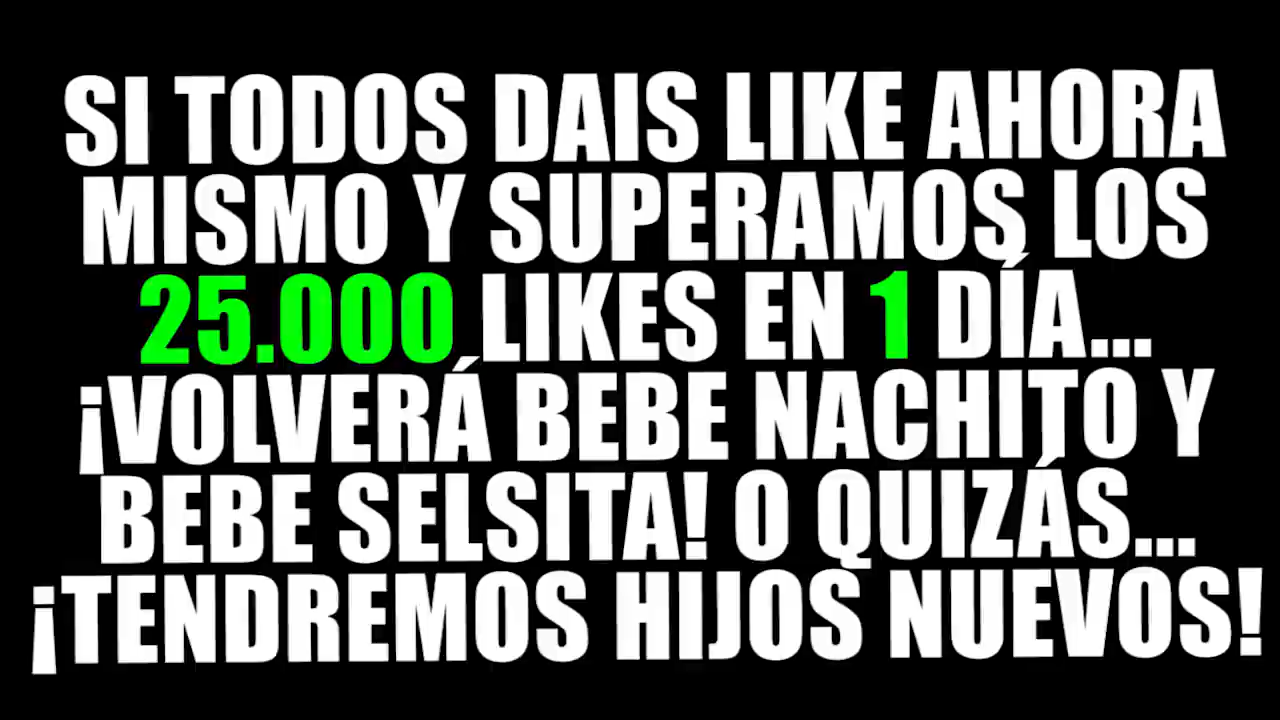 SI TODOS DAIS LIKE AHORA
MISMO Y SUPERAMOS LOS
25.000 LIKES EN 1 DÍA...
¡VOLVERÁ BEBE NACHITO Y
BEBE SELSITA! O QUIZÁS...
¡TENDREMOS HIJOS NUEVOS!